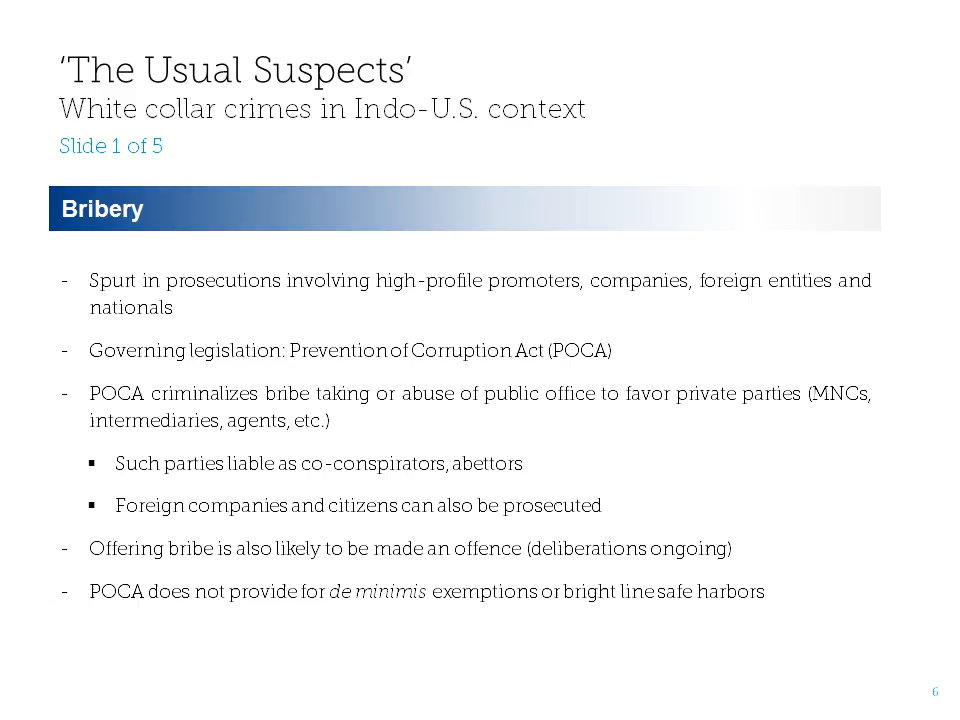 ‘The Usual Suspects’
White collar crimes in Indo-U.S. context
Slide 1 of 5
Bribery
- Spurt in prosecutions involving high-profile promoters, companies, foreign entities and
nationals
- Governing legislation: Prevention of Corruption Act (POCA)
- POCA criminalizes bribe taking or abuse of public office to favor private parties (MNCs,
intermediaries, agents, etc.)
▪ Such parties liable as co-conspirators, abettors
▪ Foreign companies and citizens can also be prosecuted
- Offering bribe is also likely to be made an offence (deliberations ongoing)
- POCA does not provide for de minimis exemptions or bright line safe harbors
6